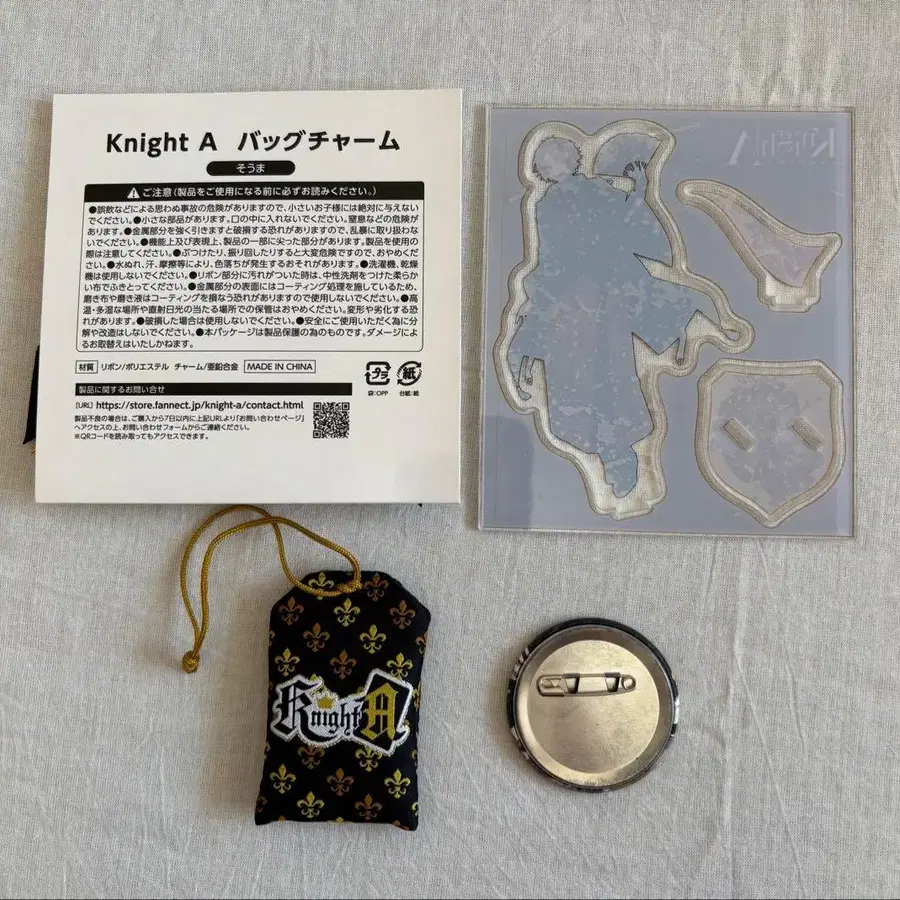 Knight A バッグチャーム
そうま
ご注意(製品をご使用になる前に必ずお読みください。)
●誤飲などによる思わぬ事故の危険がありますので、小さいお子様には絶対に与えない
でください。●小さな部品があります。口の中に入れないでください。窒息などの危険が
あります。●金属部分を強く引きますと破損する恐れがありますので、乱暴に取り扱わ
ないでください。●機能上及び表現上、製品の一部に尖った部分があります。製品を使用の
際は注意してください。●ぶつけたり、振り回したりすると大変危険ですので、おやめくださ
い。●水ぬれ、汗、摩擦等により、色落ちが発生するおそれがあります。●洗濯機、乾燥
機は使用しないでください。●リボン部分に汚れがついた時は、中性洗剤をつけた柔らか
い布でふきとってください。●金属部分の表面にはコーティング処理を施しているため、
磨き布や磨き液はコーティングを損なう恐れがありますので使用しないでください。●高
温・多湿な場所や直射日光の当たる場所での保管はおやめください。変形や劣化する恐
れがあります。●破損した場合は使用しないでください。●安全にご使用いただく為に分
解や改造はしないでください。●本パッケージは製品保護の為のものです。ダメージによ
るお取替えはいたしかねます。
材質 リボン/ポリエステル チャーム/亜鉛合金 MADE IN CHINA
プラ 紙
袋:OPP 台紙:紙
製品に関するお問い合せ
[URL] https://store.fannect.jp/knight-a/contact.html
製品不良の場合は、ご購入から7日以内に上記URLより「お問い合わせページ」
へアクセスの上、お問い合わせフォームからご連絡ください。
※QRコードを読み取ってもアクセスできます。
Knight A
Knight A